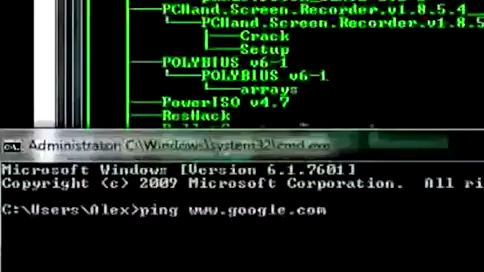 PCHand.Screen.Recorder.v1.8.5.4
PCHand.Screen.Recorder.v1.8.5
Crack
Setup
POLYBIUS v6-1
POLYBIUS v6-1
arrays
PowerISO v4.7
ResHack
Administrator: C:\Windows\system32\cmd.exe
Microsoft Windows [Version 6.1.7601]
Copyright (c) 2009 Microsoft Corporation. All ri
C:\Users\Alex>ping www.google.com